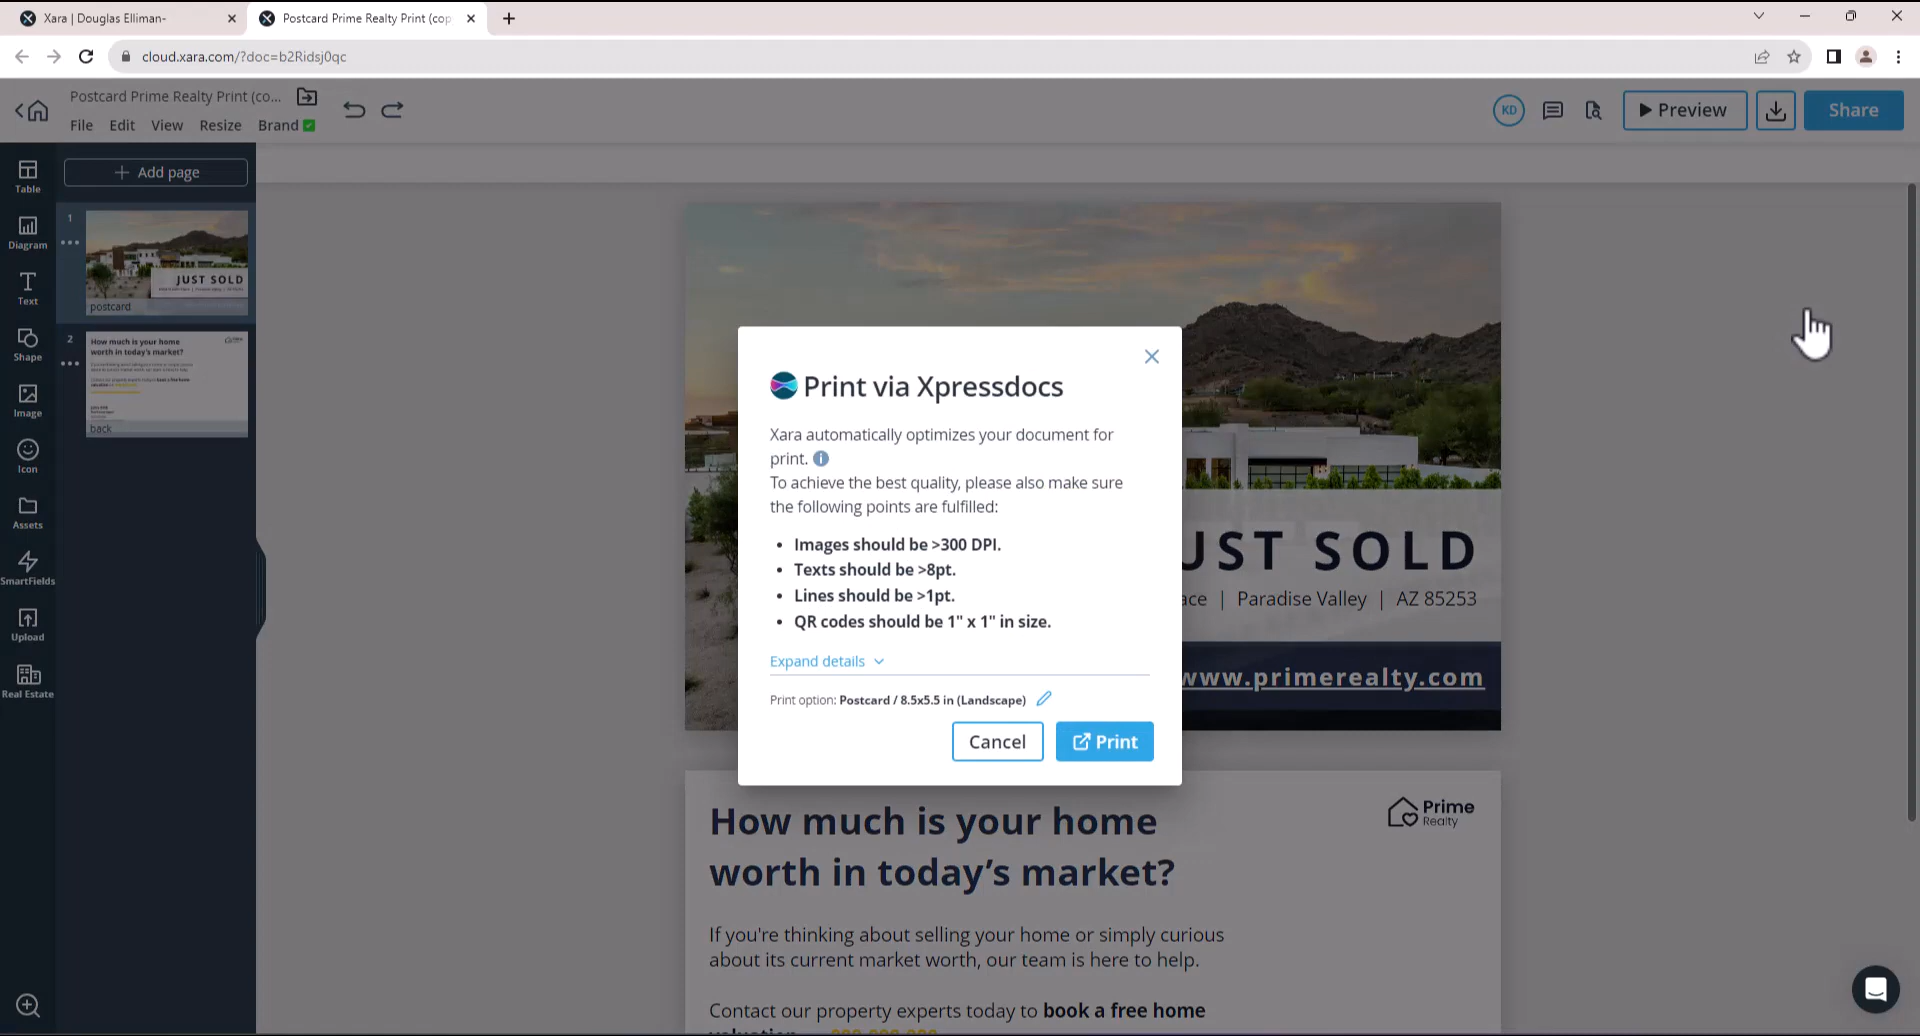 Xara | Douglas Elliman-
Postcard Prime Realty Print (cop
cloud.xara.com/?doc=b2Ridsj0qc
Postcard Prime Realty Print (co...
File Edit View Resize Brand
KD
Preview
Share
Table
Diagram
Text
Shape
Image
Icon
Assets
SmartFields
Upload
Real Estate
+ Add page
1
JUST SOLD
postcard
2
How much is your home
worth in today's market?
back
Print via Xpressdocs
Xara automatically optimizes your document for
print.
To achieve the best quality, please also make sure
the following points are fulfilled:
• Images should be >300 DPI.
• Texts should be >8pt.
• Lines should be >1pt.
• QR codes should be 1" x 1" in size.
Expand details
Print option: Postcard / 8.5x5.5 in (Landscape)
Cancel
Print
UST SOLD
ace | Paradise Valley | AZ 85253
www.primerealty.com
How much is your home
worth in today’s market?
Prime
Realty
If you're thinking about selling your home or simply curious
about its current market worth, our team is here to help.
Contact our property experts today to book a free home